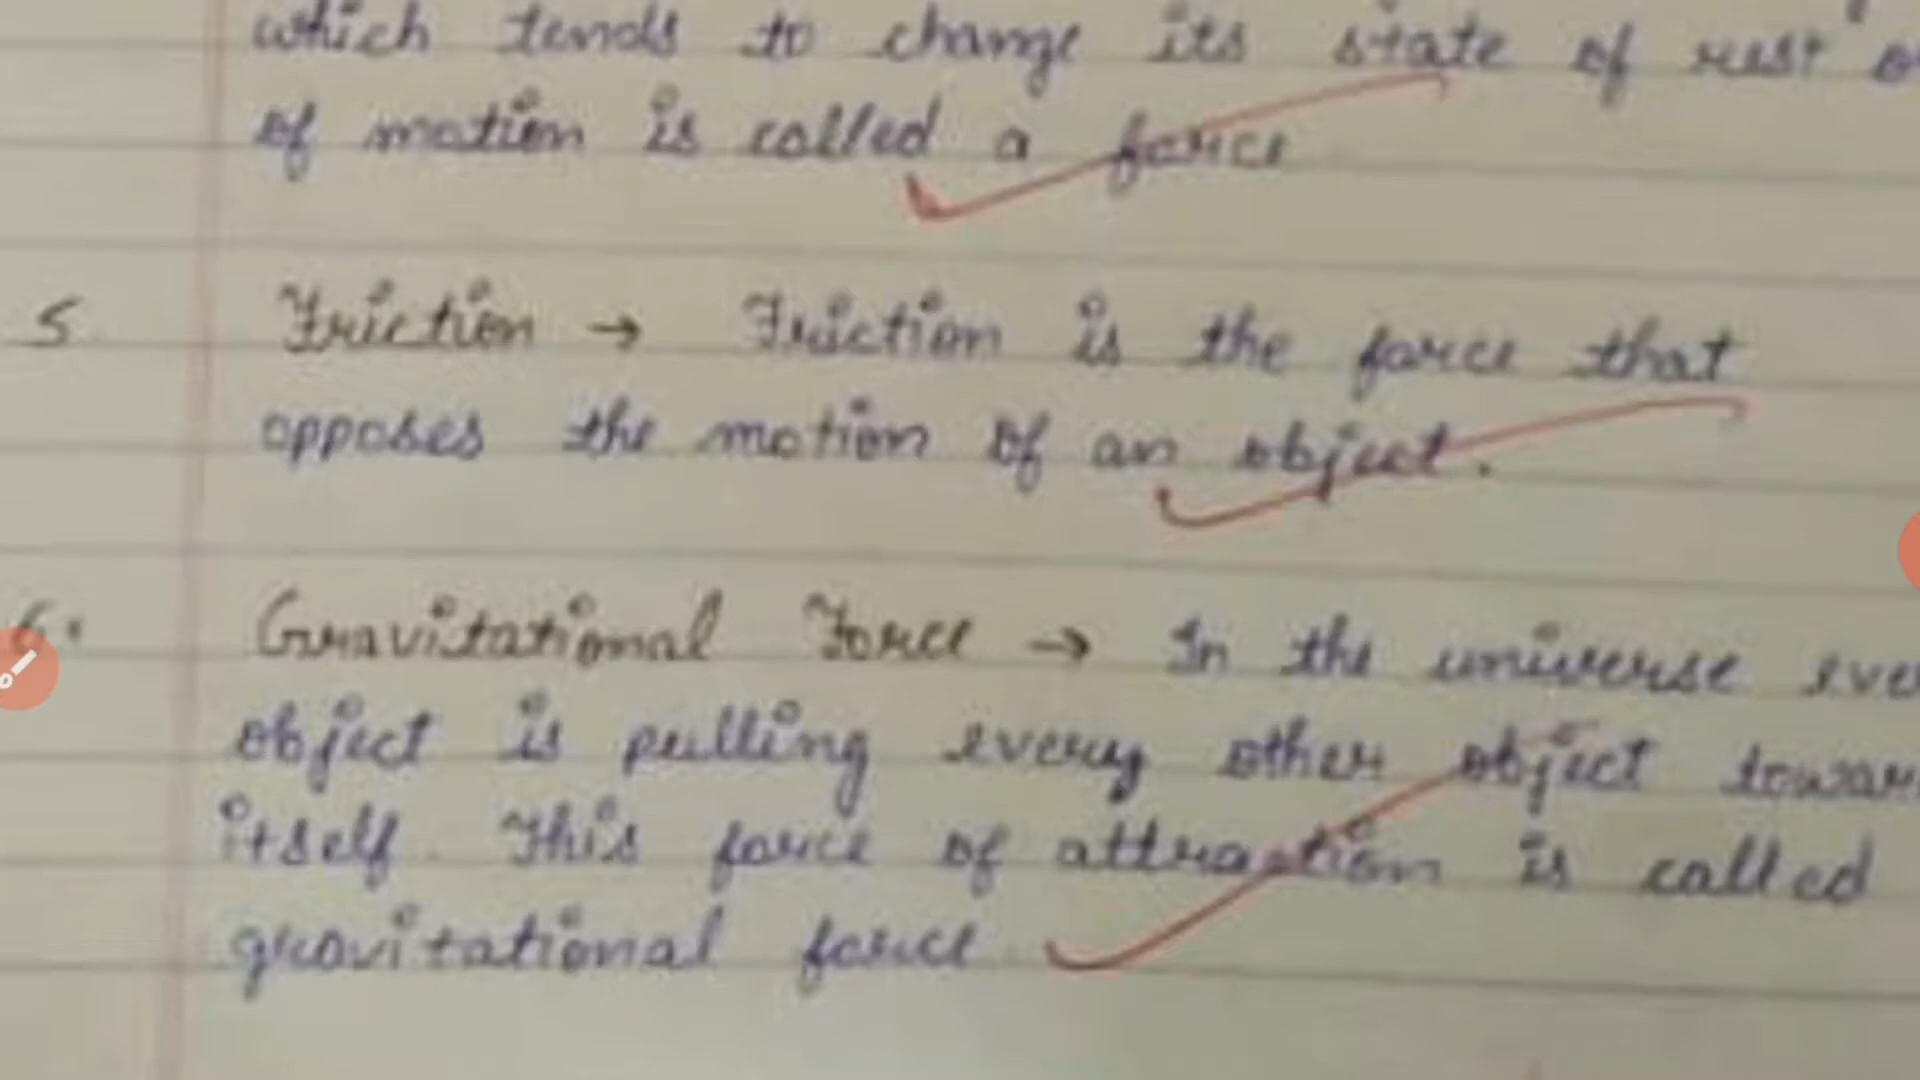 which tends to change its state of rest or
of motion is called a force
5. Friction → Friction is the force that
opposes the motion of an object.
6. Gravitational Force → In the universe
object is pulling every other object
itself. This force of attraction is called
gravitational force